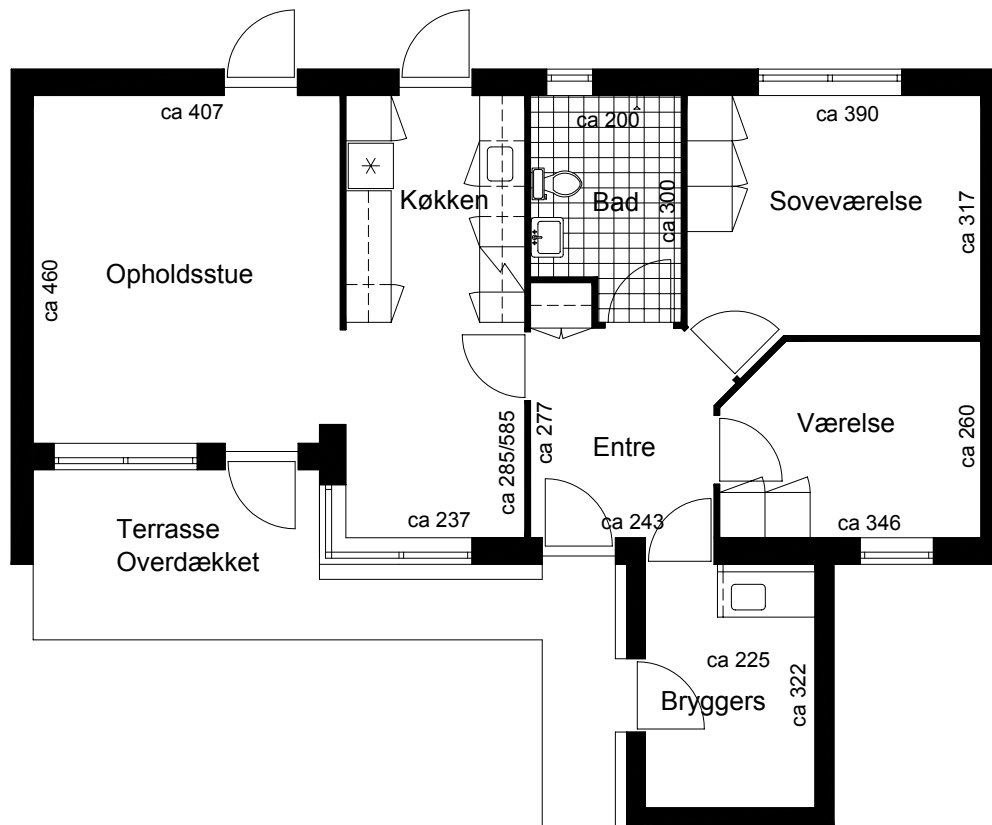 ca 407
ca 200
ca 390
Køkken
Bad
ca 300
Soveværelse
ca 317
Opholdsstue
ca 460
ca 285/585
ca 277
Entre
Værelse
ca 260
ca 237
ca 243
ca 346
Terrasse
Overdækket
ca 225
Bryggers
ca 322